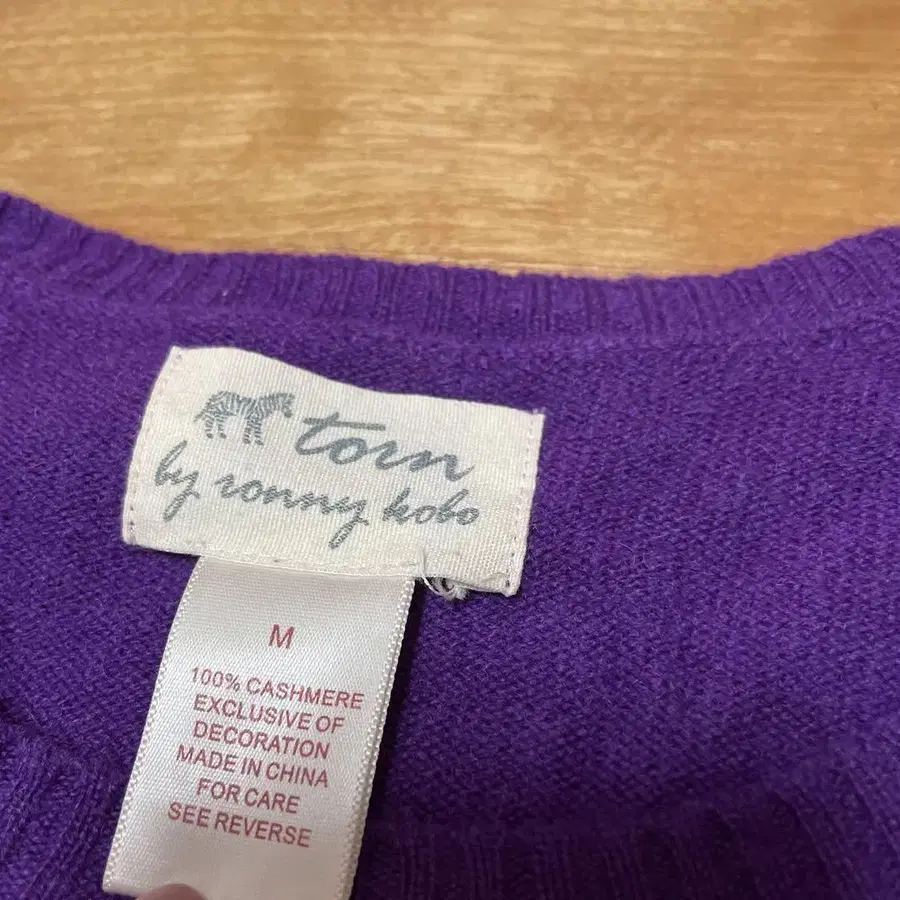 torn
by ronny kobo
M
100% CASHMERE
EXCLUSIVE OF
DECORATION
MADE IN CHINA
FOR CARE
SEE REVERSE